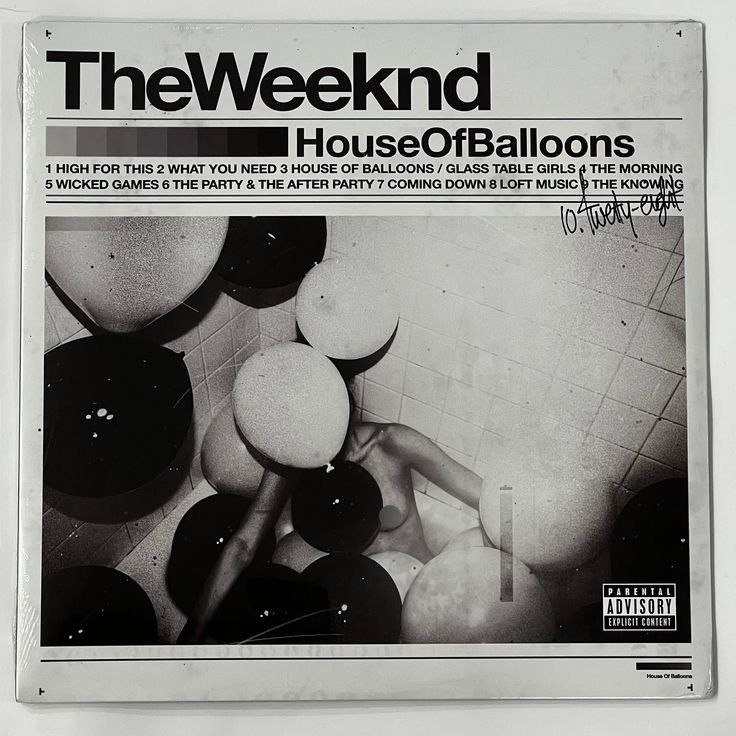 TheWeeknd
HouseOfBalloons
1 HIGH FOR THIS 2 WHAT YOU NEED 3 HOUSE OF BALLOONS / GLASS TABLE GIRLS 4 THE MORNING
5 WICKED GAMES 6 THE PARTY & THE AFTER PARTY 7 COMING DOWN 8 LOFT MUSIC 9 THE KNOWING
10. Twenty-eight
PARENTAL
ADVISORY
EXPLICIT CONTENT
House Of Balloons